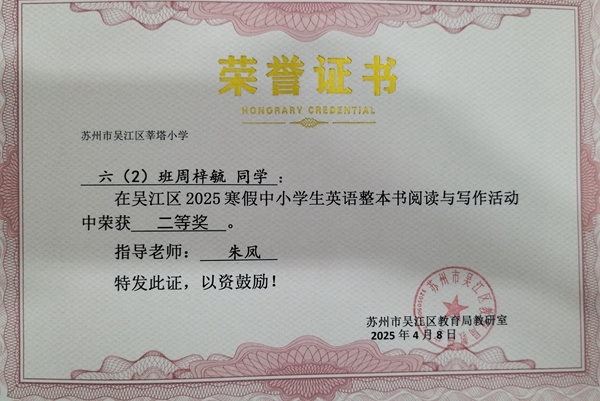 荣誉证书
HONORARY CREDENTIAL
苏州市吴江区莘塔小学
六（2）班周梓毓 同学：
在吴江区 2025 寒假中小学生英语整本书阅读与写作活动
中荣获 二等奖 。
指导老师： 朱凤
特发此证，以资鼓励！
苏州市吴江区教育局教研室
2025 年 4 月 8 日